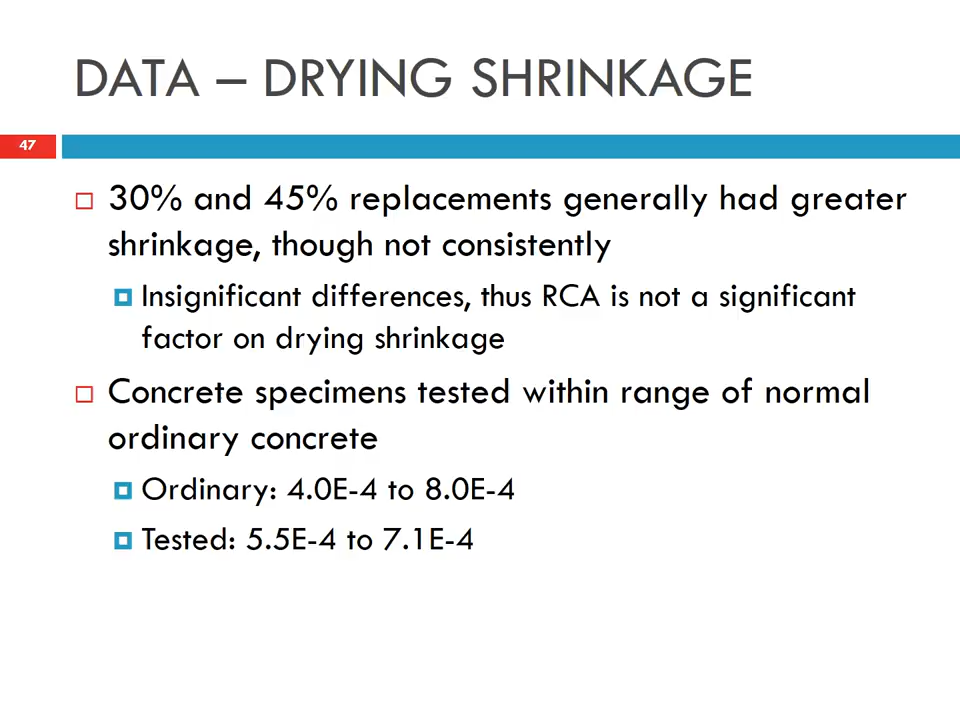 DATA – DRYING SHRINKAGE
47
30% and 45% replacements generally had greater
shrinkage, though not consistently
Insignificant differences, thus RCA is not a significant
factor on drying shrinkage
Concrete specimens tested within range of normal
ordinary concrete
Ordinary: 4.0E-4 to 8.0E-4
Tested: 5.5E-4 to 7.1E-4